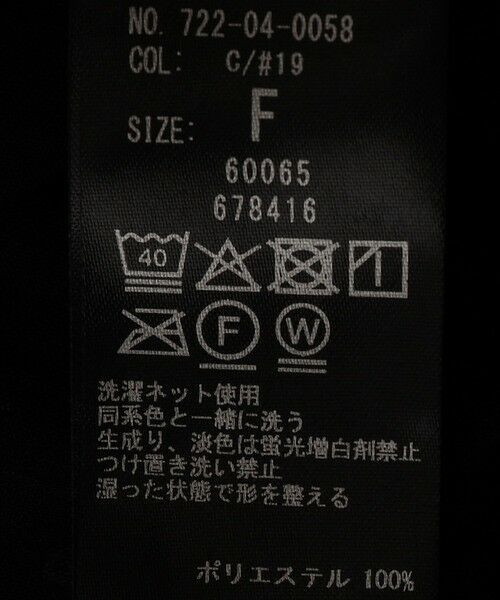 NO. 722-04-0058
COL: C/#19
SIZE: F
60065
678416
40
F W
洗濯ネット使用
同系色と一緒に洗う
生成り、淡色は蛍光増白剤禁止
つけ置き洗い禁止
湿った状態で形を整える
ポリエステル 100%